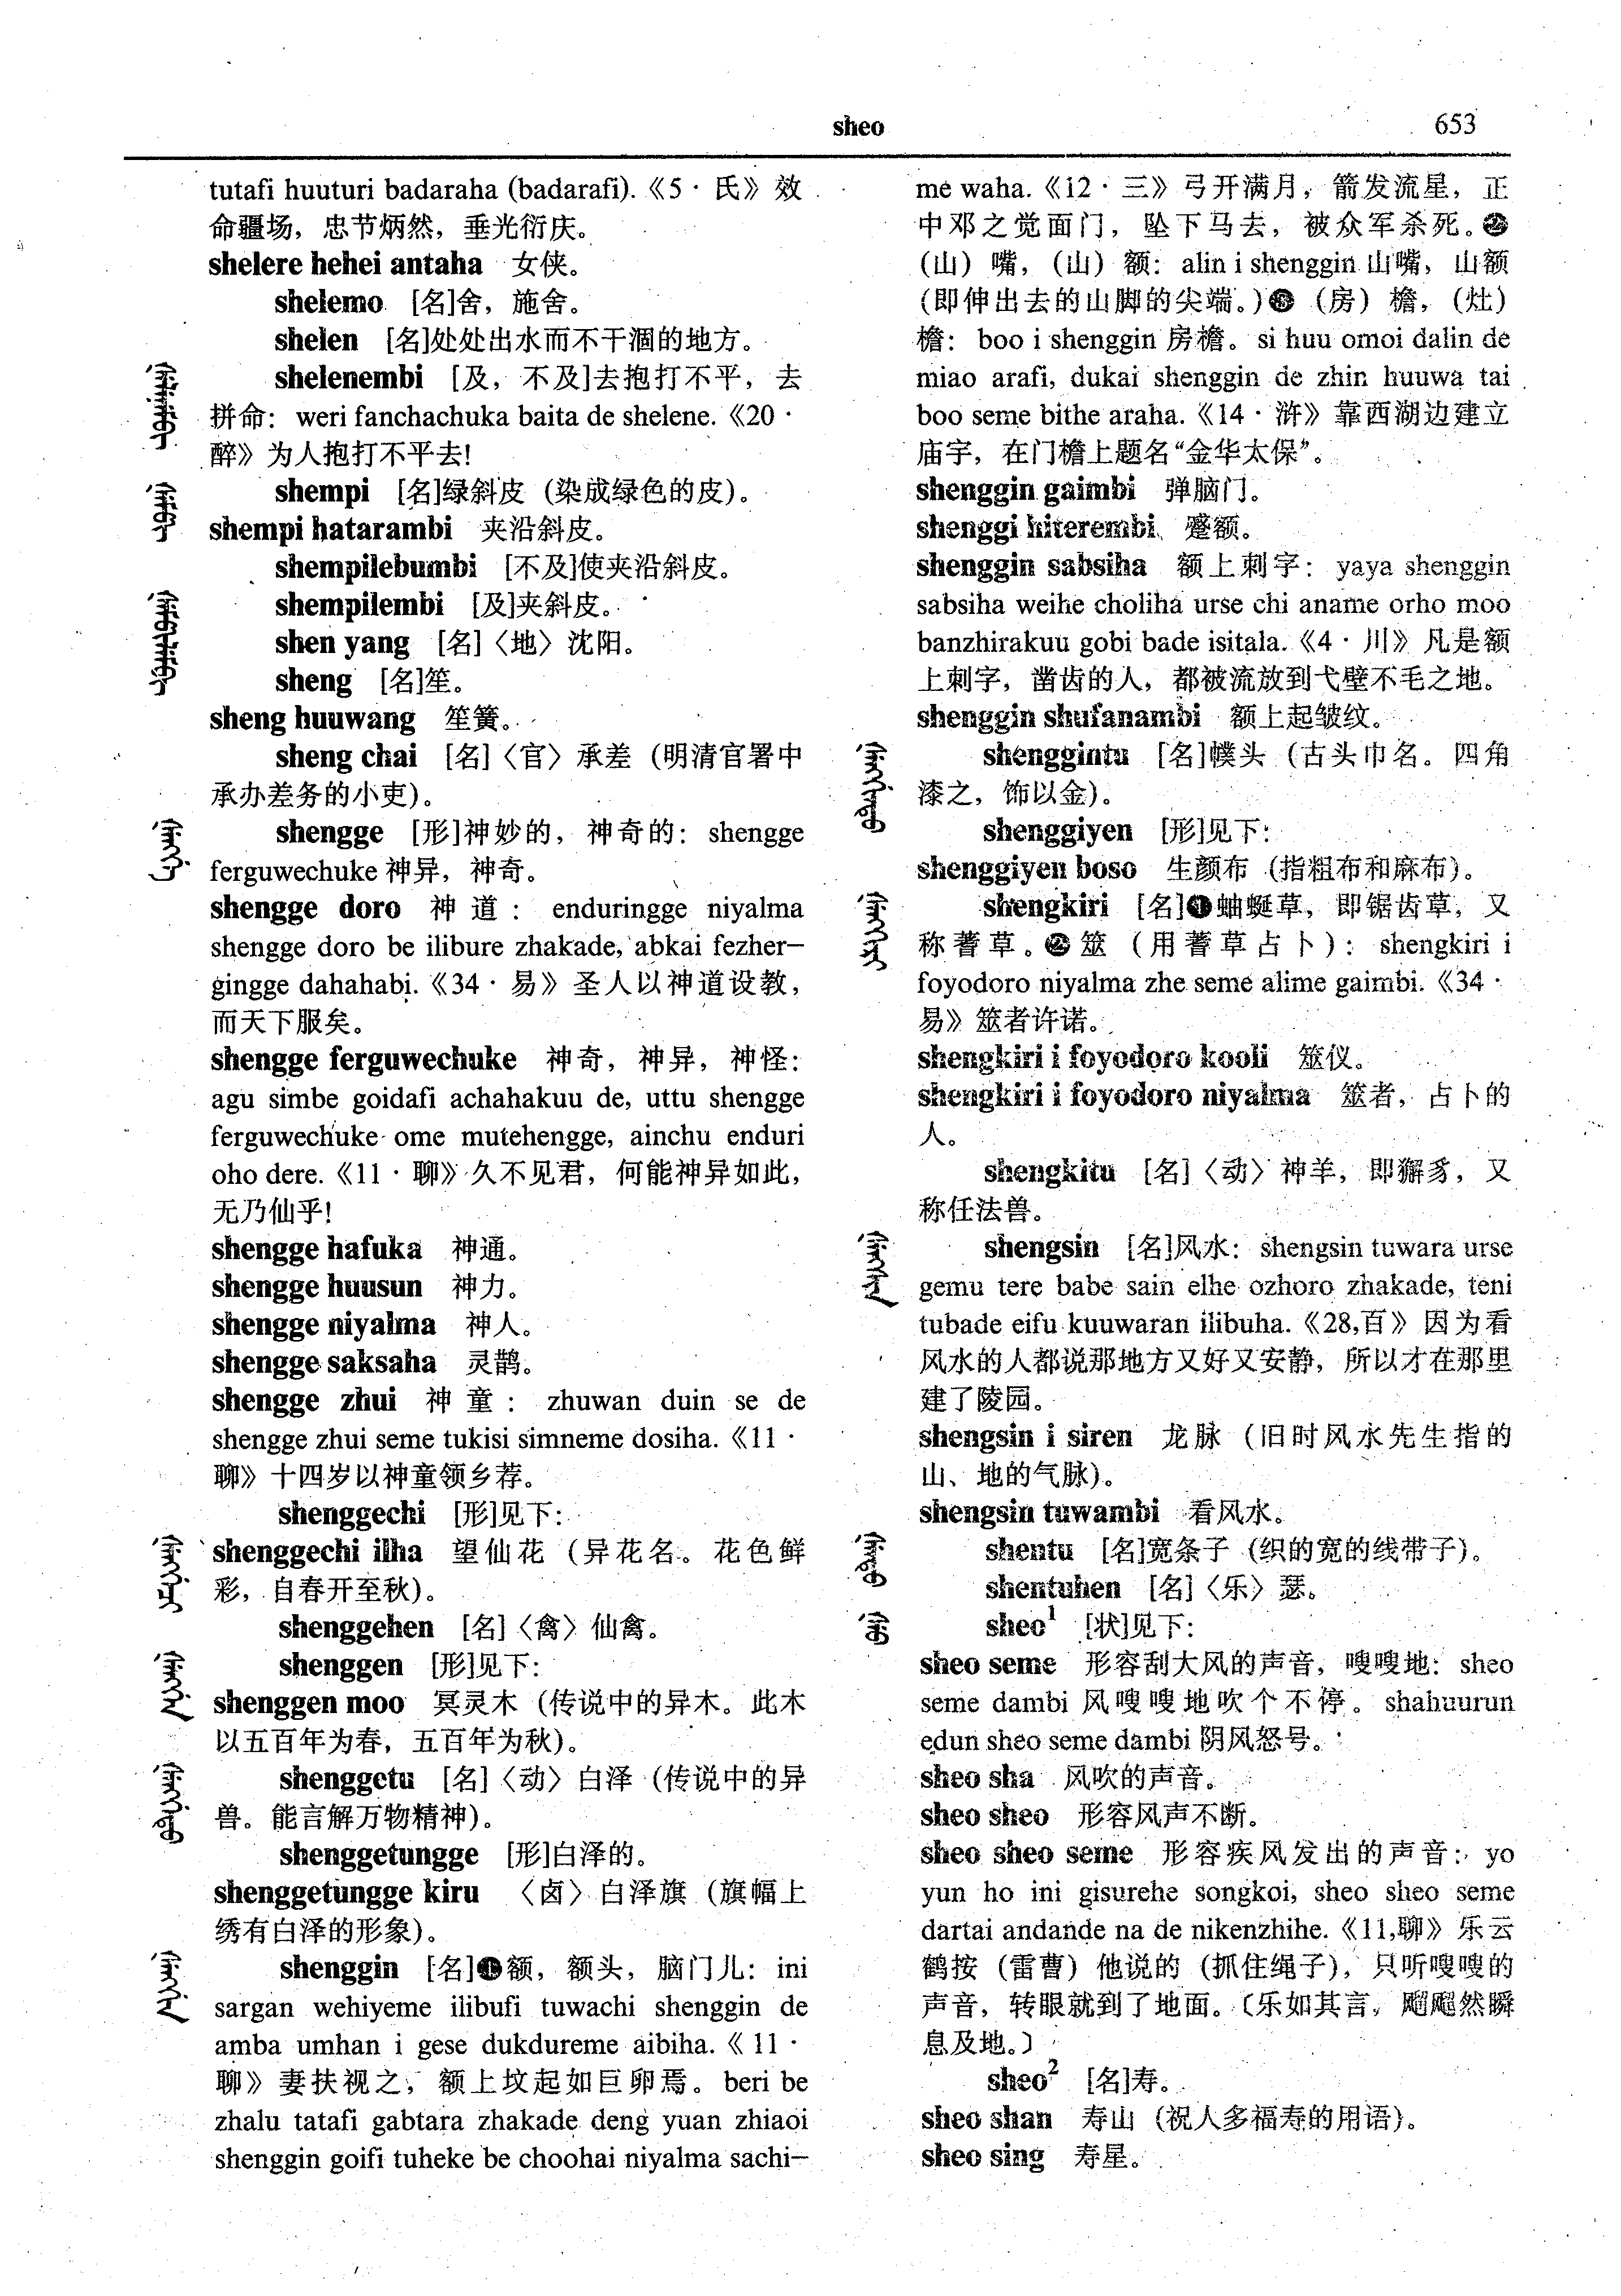 sheo
653
tutafi huuturi badaraha (badarafi).《5·氏》效
命疆场，忠节炳然，垂光衍庆。
shelere hehei antaha 女侠。
shelemo [名]舍，施舍。
shelen [名]处处出水而不干涸的地方。
shelenembi [及，不及]去抱打不平，去
拼命：weri fanchachuka baita de shelene.《20·
醉》为人抱打不平去！
shempi [名]绿斜皮（染成绿色的皮）。
shempi hatarambi 夹沿斜皮。
shempilebumbi [不及]使夹沿斜皮。
shempilembi [及]夹斜皮。
shen yang [名]〈地〉沈阳。
sheng [名]笙。
sheng huuwang 笙簧。
sheng chai [名]〈官〉承差（明清官署中
承办差务的小吏）。
shengge [形]神妙的，神奇的：shengge
ferguwechuke 神异，神奇。
shengge doro 神道：enduringge niyalma
shengge doro be ilibure zhakade, abkai fezher-
gingge dahahabi.《34·易》圣人以神道设教，
而天下服矣。
shengge ferguwechuke 神奇，神异，神怪：
agu simbe goidafi achahakuu de, uttu shengge
ferguwechuke ome mutehengge, ainchu enduri
oho dere.《11·聊》久不见君，何能神异如此，
无乃仙乎！
shengge hafuka 神通。
shengge huusun 神力。
shengge niyalma 神人。
shengge saksaha 灵鹊。
shengge zhui 神童：zhuwan duin se de
shengge zhui seme tukisi simneme dosiha.《11·
聊》十四岁以神童领乡荐。
shenggechi [形]见下：
shenggechi ilha 望仙花（异花名。花色鲜
彩，自春开至秋）。
shenggehen [名]〈禽〉仙禽。
shenggen [形]见下：
shenggen moo 冥灵木（传说中的异木。此木
以五百年为春，五百年为秋）。
shenggetu [名]〈动〉白泽（传说中的异
兽。能言解万物精神）。
shenggetungge [形]白泽的。
shenggetungge kiru 〈卤〉白泽旗（旗幅上
绣有白泽的形象）。
shenggin [名]❶额，额头，脑门儿：ini
sargan wehiyeme ilibufi tuwachi shenggin de
amba umhan i gese dukdureme aibiha.《11·
聊》妻扶视之，额上坟起如巨卵焉。beri be
zhalu tatafi gabtara zhakade deng yuan zhiaoi
shenggin goifi tuheke be choohai niyalma sachi-
me waha.《12·三》弓开满月，箭发流星，正
中邓之觉面门，坠下马去，被众军杀死。❷
（山）嘴，（山）额：alin i shenggin 山嘴，山额
（即伸出去的山脚的尖端。）❸（房）檐，（灶）
檐：boo i shenggin 房檐。si huu omoi dalin de
miao arafi, dukai shenggin de zhin huuwa tai
boo seme bithe araha.《14·浒》靠西湖边建立
庙宇，在门檐上题名“金华太保”。
shenggin gaimbi 弹脑门。
shenggi hiterembi 蹙额。
shenggin sabsiha 额上刺字：yaya shenggin
sabsiha weihe choliha urse chi aname orho moo
banzhirakuu gobi bade isitala.《4·川》凡是额
上刺字，凿齿的人，都被流放到弋壁不毛之地。
shenggin shufanambi 额上起皱纹。
shenggintu [名]幞头（古头巾名。四角
漆之，饰以金）。
shenggiyen [形]见下：
shenggiyen boso 生颜布（指粗布和麻布）。
shengkiri [名]❶蚰蜒草，即锯齿草，又
称蓍草。❷筮（用蓍草占卜）：shengkiri i
foyodoro niyalma zhe seme alime gaimbi.《34·
易》筮者许诺。
shengkiri i foyodoro kooli 筮仪。
shengkiri i foyodoro niyalma 筮者，占卜的
人。
shengkitu [名]〈动〉神羊，即獬豸，又
称任法兽。
shengsin [名]风水：shengsin tuwara urse
gemu tere babe sain elhe ozhoro zhakade, teni
tubade eifu kuuwaran ilibuha.《28,百》因为看
风水的人都说那地方又好又安静，所以才在那里
建了陵园。
shengsin i siren 龙脉（旧时风水先生指的
山、地的气脉）。
shengsin tuwambi 看风水。
shentu [名]宽条子（织的宽的线带子）。
shentuhen [名]〈乐〉瑟。
sheo¹ [状]见下：
sheo seme 形容刮大风的声音，嗖嗖地：sheo
seme dambi 风嗖嗖地吹个不停。shahuurun
edun sheo seme dambi 阴风怒号。
sheo sha 风吹的声音。
sheo sheo 形容风声不断。
sheo sheo seme 形容疾风发出的声音：yo
yun ho ini gisurehe songkoi, sheo sheo seme
dartai andande na de nikenzhihe.《11,聊》乐云
鹤按（雷曹）他说的（抓住绳子），只听嗖嗖的
声音，转眼就到了地面。〔乐如其言，飗飗然瞬
息及地。〕
sheo² [名]寿。
sheo shan 寿山（祝人多福寿的用语）。
sheo sing 寿星。